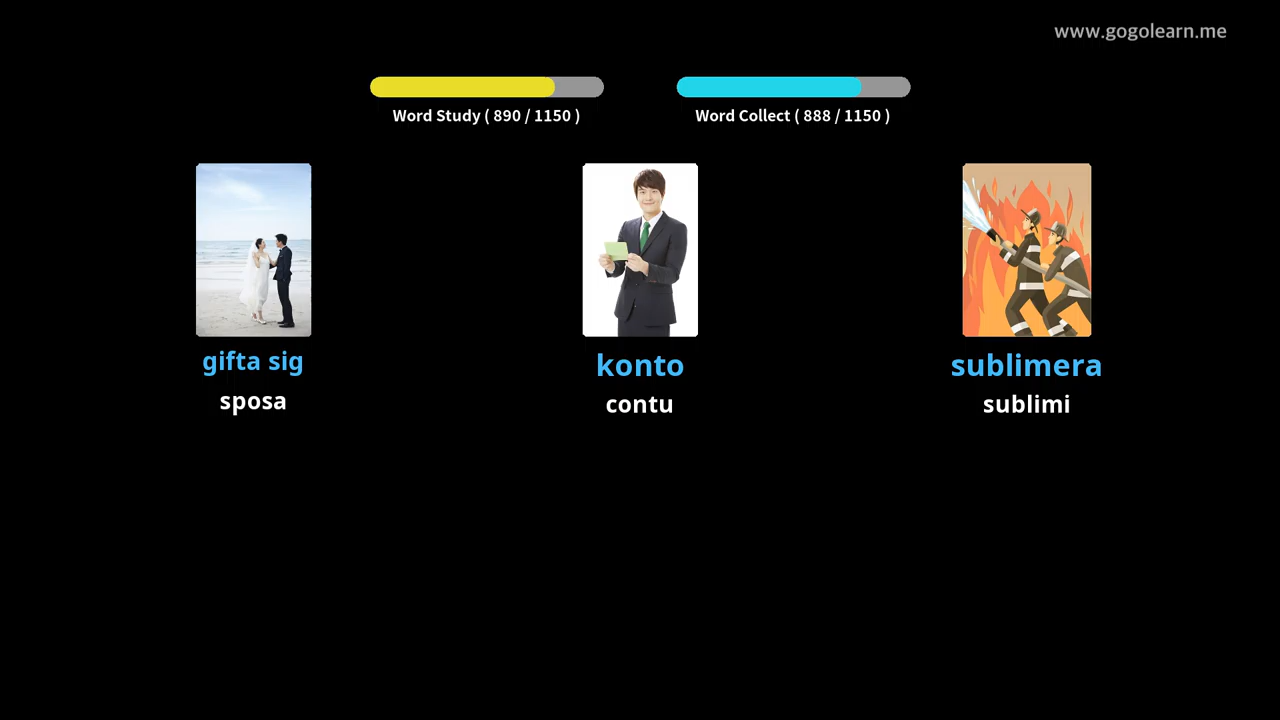 www.gogolearn.me
Word Study ( 890 / 1150 )
Word Collect ( 888 / 1150 )
gifta sig
sposa
konto
contu
sublimera
sublimi